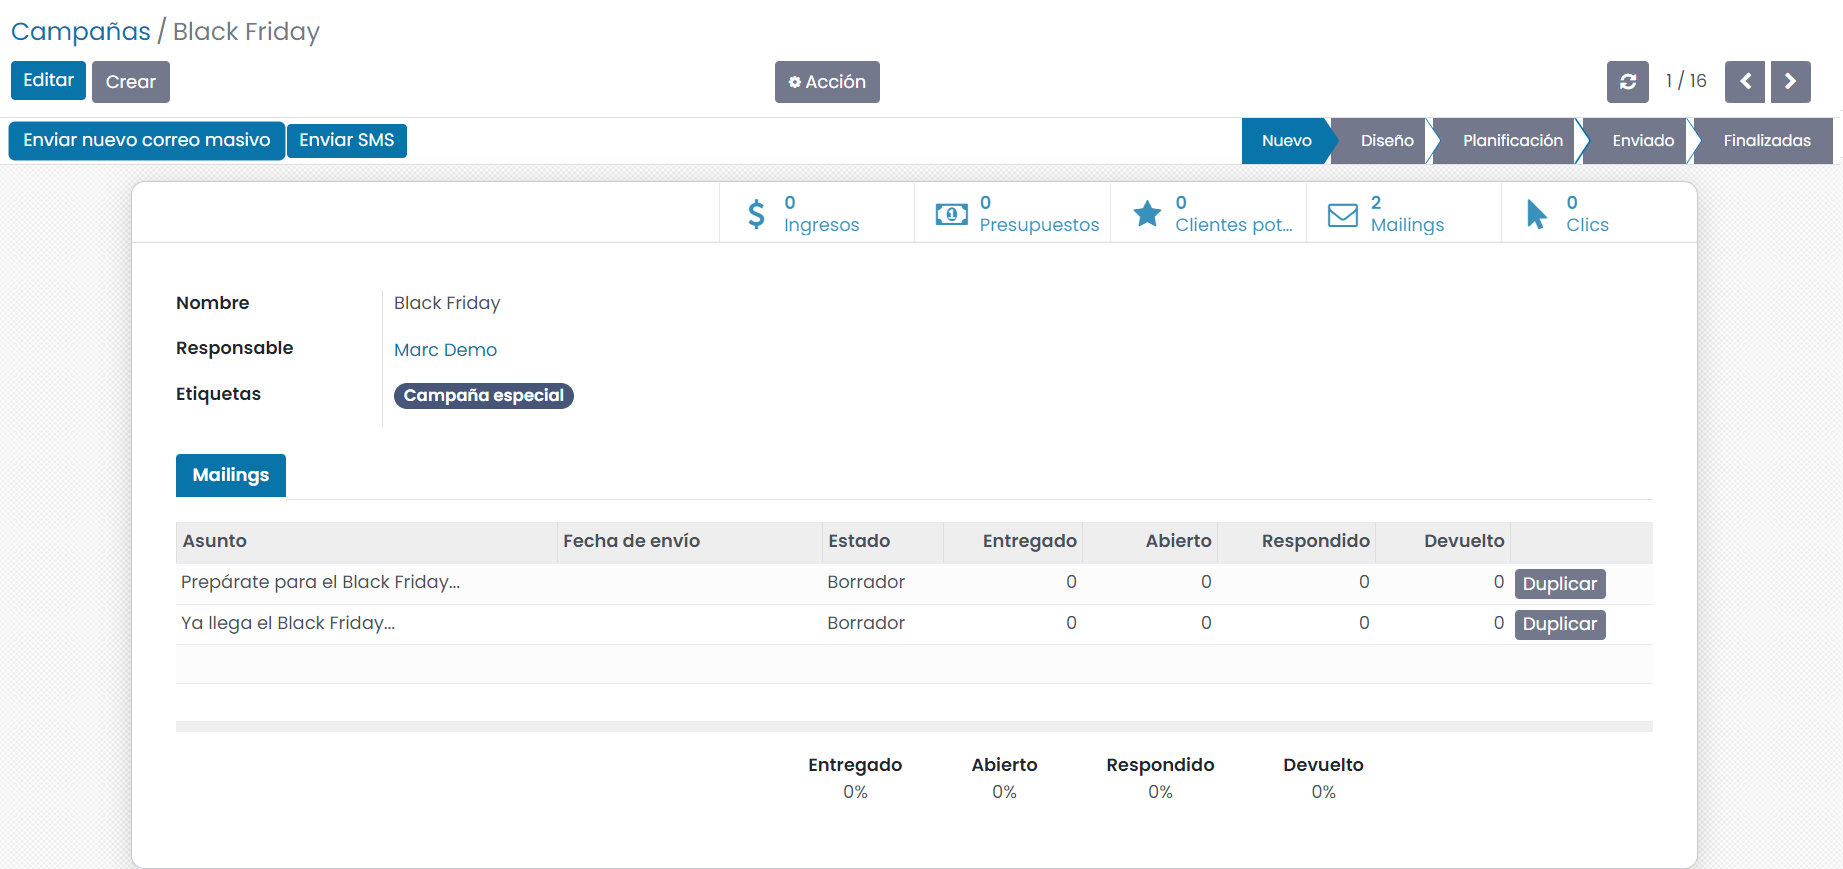 Campañas / Black Friday
Editar Crear Acción 1 / 16
Enviar nuevo correo masivo Enviar SMS Nuevo Diseño Planificación Enviado Finalizadas
0 Ingresos
0 Presupuestos
0 Clientes pot...
2 Mailings
0 Clics
Nombre Black Friday
Responsable Marc Demo
Etiquetas Campaña especial
Mailings
Asunto Fecha de envío Estado Entregado Abierto Respondido Devuelto
Prepárate para el Black Friday... Borrador 0 0 0 0 Duplicar
Ya llega el Black Friday... Borrador 0 0 0 0 Duplicar
Entregado Abierto Respondido Devuelto
0% 0% 0% 0%